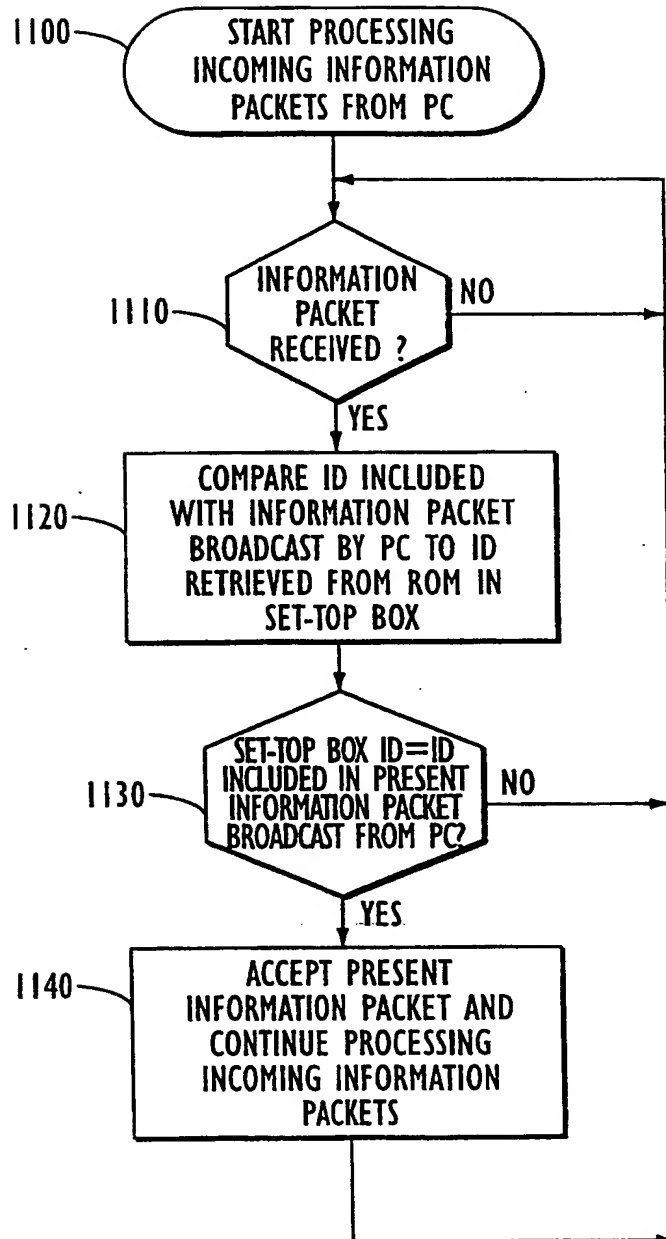 1100
START PROCESSING
INCOMING INFORMATION
PACKETS FROM PC
1110
INFORMATION
PACKET
RECEIVED ?
NO
YES
1120
COMPARE ID INCLUDED
WITH INFORMATION PACKET
BROADCAST BY PC TO ID
RETRIEVED FROM ROM IN
SET-TOP BOX
1130
SET-TOP BOX ID=ID
INCLUDED IN PRESENT
INFORMATION PACKET
BROADCAST FROM PC?
NO
YES
1140
ACCEPT PRESENT
INFORMATION PACKET AND
CONTINUE PROCESSING
INCOMING INFORMATION
PACKETS